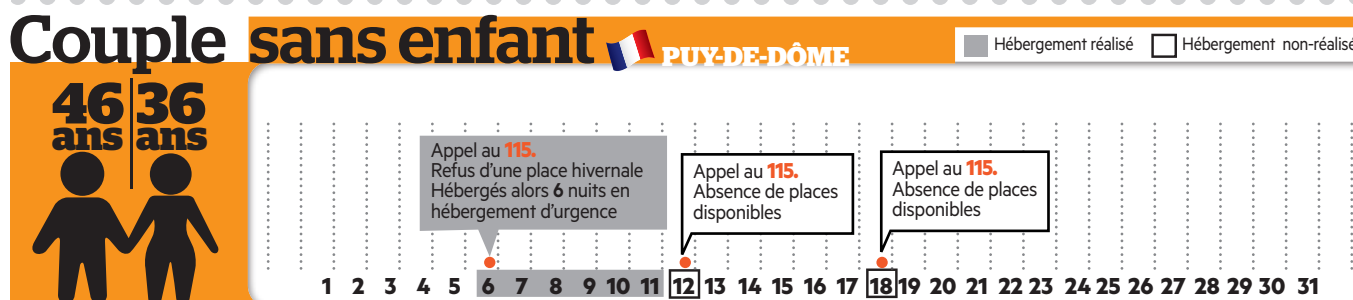 Couple sans enfant PUY-DE-DÔME
Hébergement réalisé Hébergement non-réalisé
46 ans 36 ans
Appel au 115.
Refus d'une place hivernale
Hébergés alors 6 nuits en
hébergement d'urgence
Appel au 115.
Absence de places
disponibles
Appel au 115.
Absence de places
disponibles
1 2 3 4 5 6 7 8 9 10 11 12 13 14 15 16 17 18 19 20 21 22 23 24 25 26 27 28 29 30 31